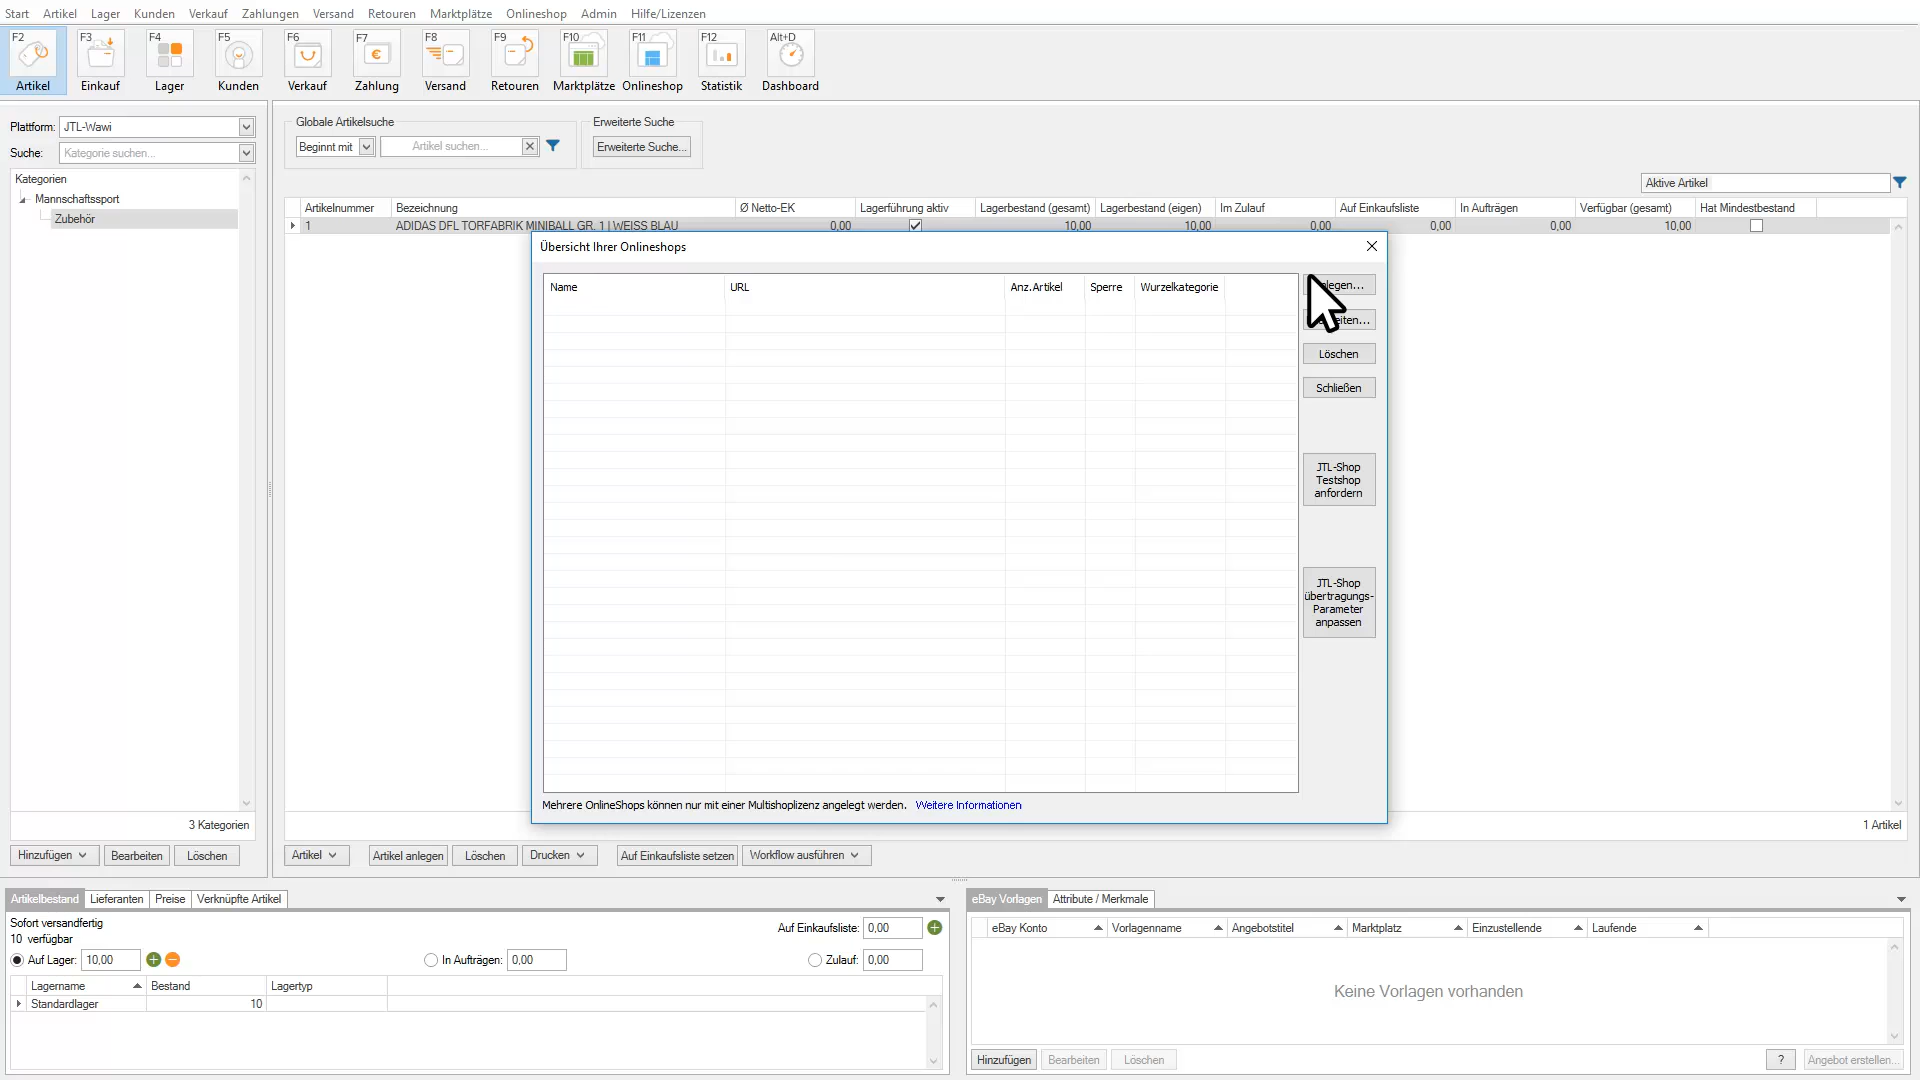 Start Artikel Lager Kunden Verkauf Zahlungen Versand Retouren Marktplätze Onlineshop Admin Hilfe/Lizenzen
F2 F3 F4 F5 F6 F7 F8 F9 F10 F11 F12 Alt+D
Artikel Einkauf Lager Kunden Verkauf Zahlung Versand Retouren Marktplätze Onlineshop Statistik Dashboard
Plattform: JTL-Wawi
Suche: Kategorie suchen...
Kategorien
Mannschaftssport
Zubehör
3 Kategorien
Hinzufügen Bearbeiten Löschen
Globale Artikelsuche
Beginnt mit Artikel suchen...
Erweiterte Suche
Erweiterte Suche...
Aktive Artikel
Artikelnummer Bezeichnung Ø Netto-EK Lagerführung aktiv Lagerbestand (gesamt) Lagerbestand (eigen) Im Zulauf Auf Einkaufsliste In Aufträgen Verfügbar (gesamt) Hat Mindestbestand
1 ADIDAS DFL TORFABRIK MINIBALL GR. 1 | WEISS BLAU 0,00 10,00 10,00 0,00 0,00 0,00 10,00
Übersicht Ihrer Onlineshops
Name URL Anz.Artikel Sperre Wurzelkategorie
Löschen
Schließen
JTL-Shop
Testshop
anfordern
JTL-Shop
übertragungs-
Parameter
anpassen
Mehrere OnlineShops können nur mit einer Multishoplizenz angelegt werden. Weitere Informationen
1 Artikel
Artikel Artikel anlegen Löschen Drucken Auf Einkaufsliste setzen Workflow ausführen
Artikelbestand Lieferanten Preise Verknüpfte Artikel
Sofort versandfertig
10 verfügbar
Auf Einkaufsliste: 0,00
Auf Lager: 10,00 In Aufträgen: 0,00 Zulauf: 0,00
Lagername Bestand Lagertyp
Standardlager 10
eBay Vorlagen Attribute / Merkmale
eBay Konto Vorlagenname Angebotstitel Marktplatz Einzustellende Laufende
Keine Vorlagen vorhanden
Hinzufügen Bearbeiten Löschen ? Angebot erstellen...